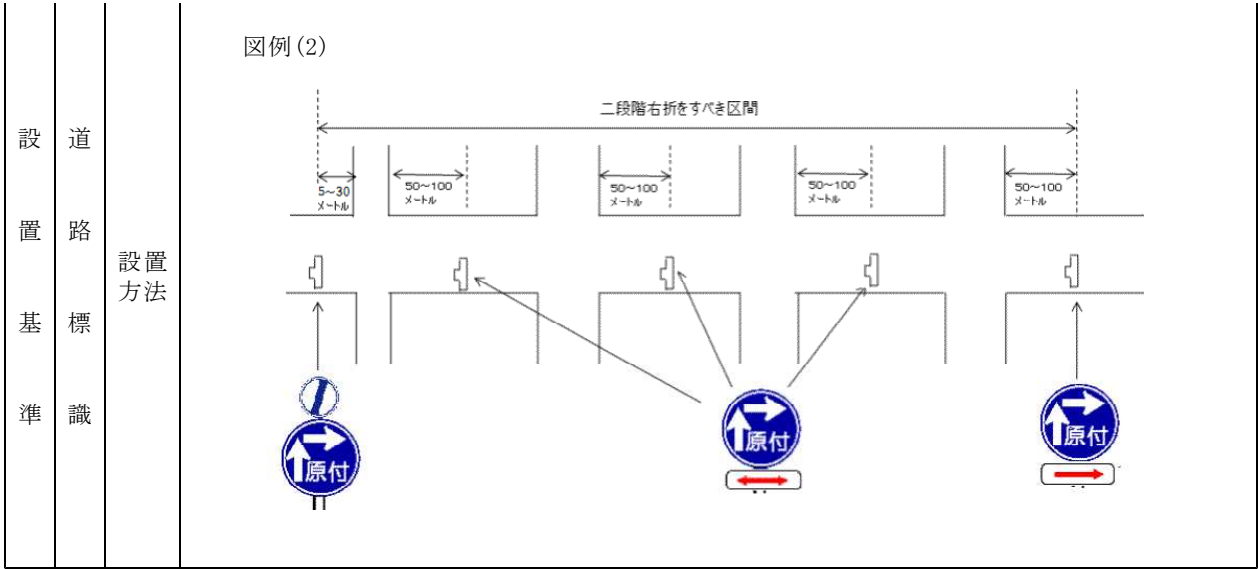 設置基準
道路標識
設置
方法
図例(2)
二段階右折をすべき区間
5~30
メートル
50~100
メートル
50~100
メートル
50~100
メートル
50~100
メートル
原付
原付
原付